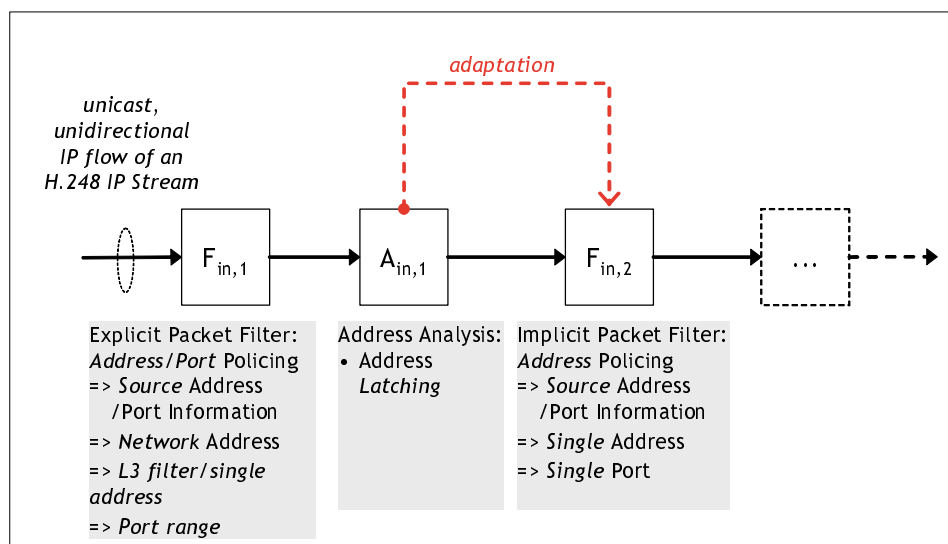 adaptation
unicast,
unidirectional
IP flow of an
H.248 IP Stream
F in,1
A in,1
F in,2
...
Explicit Packet Filter:
Address/Port Policing
=> Source Address
/Port Information
=> Network Address
=> L3 filter/single
address
=> Port range
Address Analysis:
• Address
Latching
Implicit Packet Filter:
Address Policing
=> Source Address
/Port Information
=> Single Address
=> Single Port